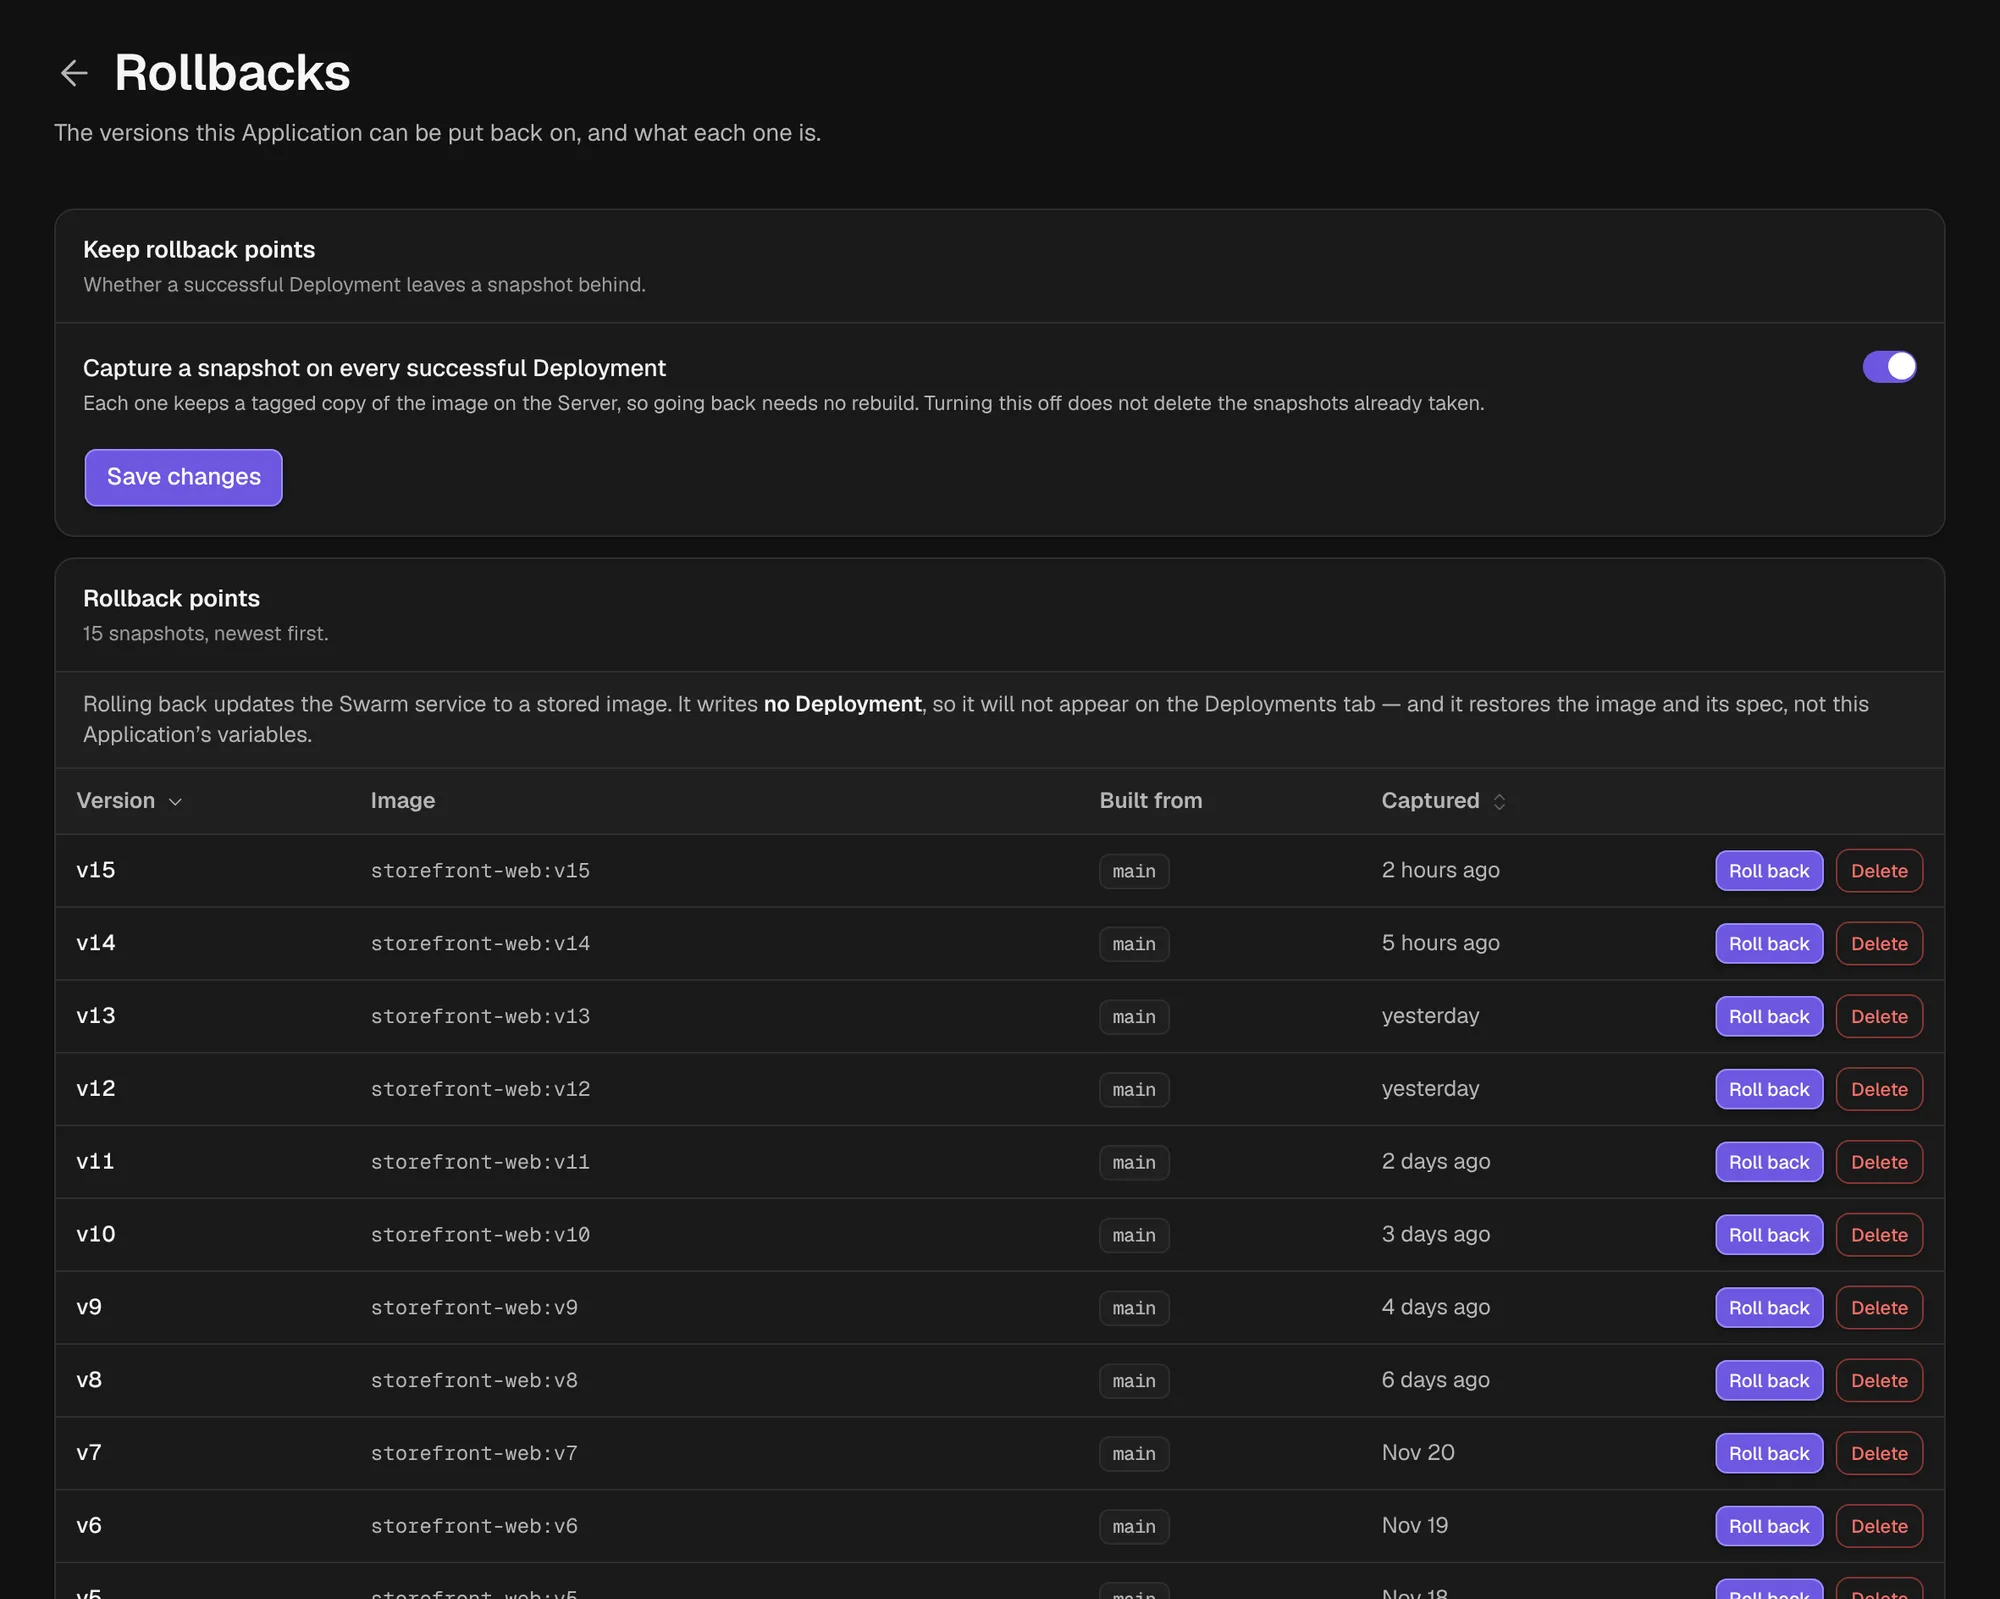 Rollbacks
The versions this Application can be put back on, and what each one is.
Keep rollback points
Whether a successful Deployment leaves a snapshot behind.
Capture a snapshot on every successful Deployment
Each one keeps a tagged copy of the image on the Server, so going back needs no rebuild. Turning this off does not delete the snapshots already taken.
Save changes
Rollback points
15 snapshots, newest first.
Rolling back updates the Swarm service to a stored image. It writes no Deployment, so it will not appear on the Deployments tab — and it restores the image and its spec, not this
Application’s variables.
Version Image Built from Captured
v15 storefront-web:v15 main 2 hours ago Roll back Delete
v14 storefront-web:v14 main 5 hours ago Roll back Delete
v13 storefront-web:v13 main yesterday Roll back Delete
v12 storefront-web:v12 main yesterday Roll back Delete
v11 storefront-web:v11 main 2 days ago Roll back Delete
v10 storefront-web:v10 main 3 days ago Roll back Delete
v9 storefront-web:v9 main 4 days ago Roll back Delete
v8 storefront-web:v8 main 6 days ago Roll back Delete
v7 storefront-web:v7 main Nov 20 Roll back Delete
v6 storefront-web:v6 main Nov 19 Roll back Delete
v5 storefront-web:v5 main Nov 18 Roll back Delete